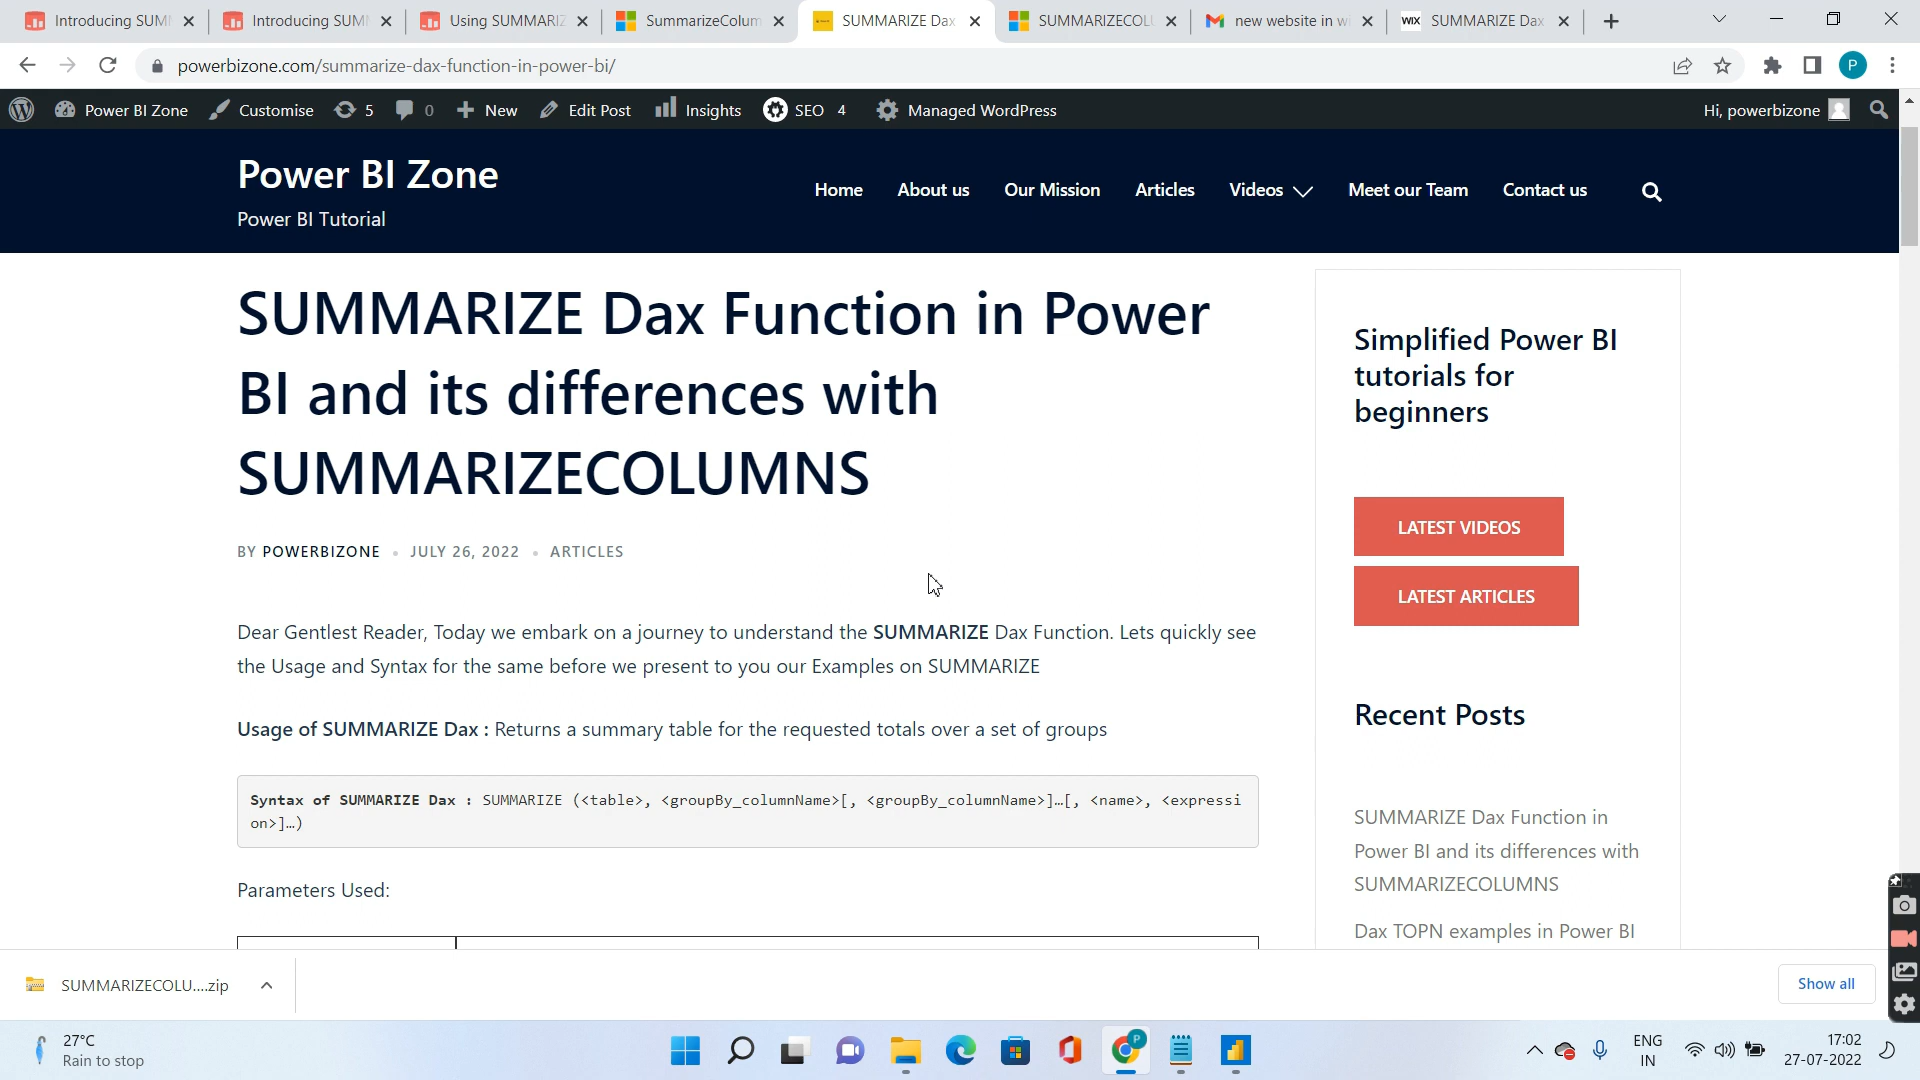 Introducing SUM
Introducing SUM
Using SUMMARIZ
SummarizeColum
SUMMARIZE Dax
SUMMARIZECOL
new website in wi
WIX SUMMARIZE Dax
powerbizone.com/summarize-dax-function-in-power-bi/
P
Power BI Zone
Customise
5
0
New
Edit Post
Insights
SEO 4
Managed WordPress
Hi, powerbizone
Power BI Zone
Power BI Tutorial
Home
About us
Our Mission
Articles
Videos
Meet our Team
Contact us
SUMMARIZE Dax Function in Power
BI and its differences with
SUMMARIZECOLUMNS
BY POWERBIZONE • JULY 26, 2022 • ARTICLES
Dear Gentlest Reader, Today we embark on a journey to understand the SUMMARIZE Dax Function. Lets quickly see
the Usage and Syntax for the same before we present to you our Examples on SUMMARIZE
Usage of SUMMARIZE Dax : Returns a summary table for the requested totals over a set of groups
Syntax of SUMMARIZE Dax : SUMMARIZE (<table>, <groupBy_columnName>[, <groupBy_columnName>]…[, <name>, <expressi
on>]…)
Parameters Used:
Simplified Power BI
tutorials for
beginners
LATEST VIDEOS
LATEST ARTICLES
Recent Posts
SUMMARIZE Dax Function in
Power BI and its differences with
SUMMARIZECOLUMNS
Dax TOPN examples in Power BI
SUMMARIZECOLU....zip
Show all
27°C
Rain to stop
P
ENG
IN
17:02
27-07-2022